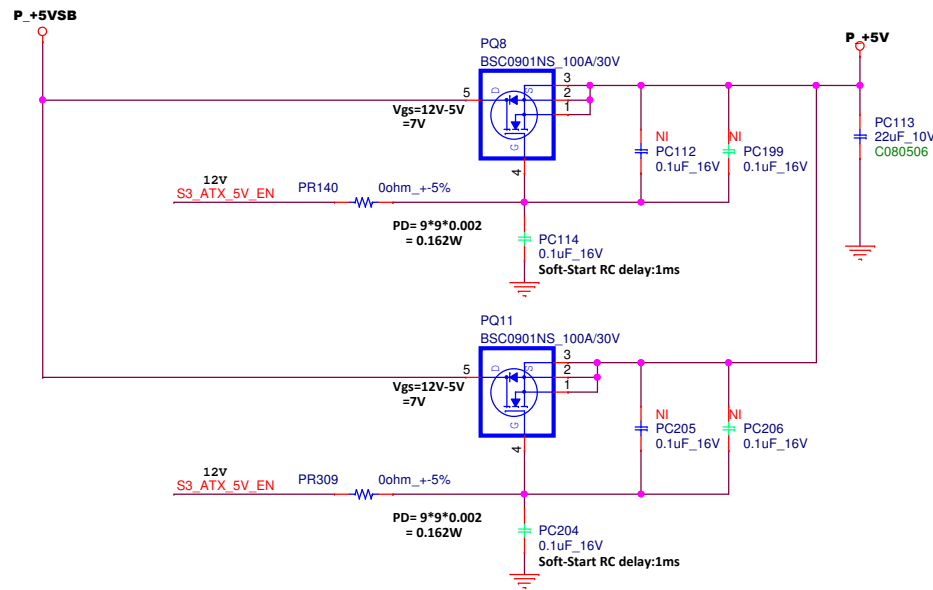 P_+5VSB
PQ8
BSC0901NS_100A/30V
P_+5V
5
D
S
3
2
1
G
4
Vgs=12V-5V
=7V
NI
PC112
0.1uF_16V
NI
PC199
0.1uF_16V
PC113
22uF_10V
C080506
12V
S3_ATX_5V_EN
PR140
0ohm_+-5%
PD= 9*9*0.002
= 0.162W
PC114
0.1uF_16V
Soft-Start RC delay:1ms
PQ11
BSC0901NS_100A/30V
5
D
S
3
2
1
G
4
Vgs=12V-5V
=7V
NI
PC205
0.1uF_16V
NI
PC206
0.1uF_16V
12V
S3_ATX_5V_EN
PR309
0ohm_+-5%
PD= 9*9*0.002
= 0.162W
PC204
0.1uF_16V
Soft-Start RC delay:1ms